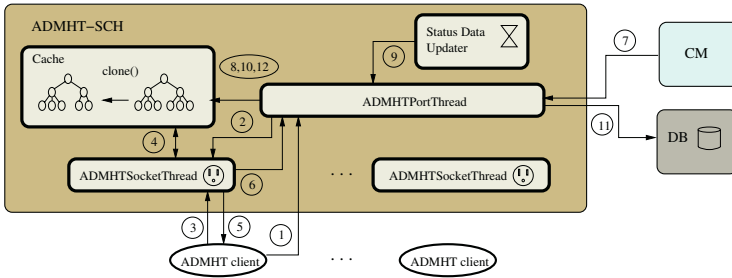 ADMHT-SCH
Status Data
Updater
Cache
clone()
8,10,12
9
7
CM
ADMHTPortThread
2
11
4
DB
ADMHTSocketThread
6
. . .
ADMHTSocketThread
3
5
1
ADMHT client
. . .
ADMHT client